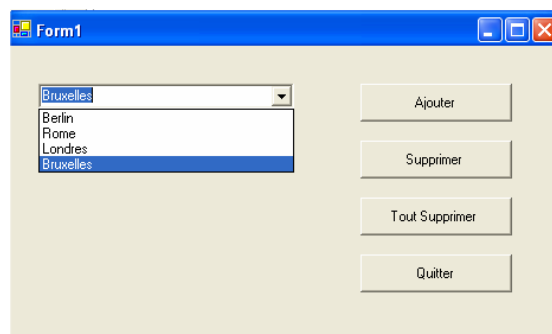 Form1
Bruxelles
Berlin
Rome
Londres
Bruxelles
Ajouter
Supprimer
Tout Supprimer
Quitter